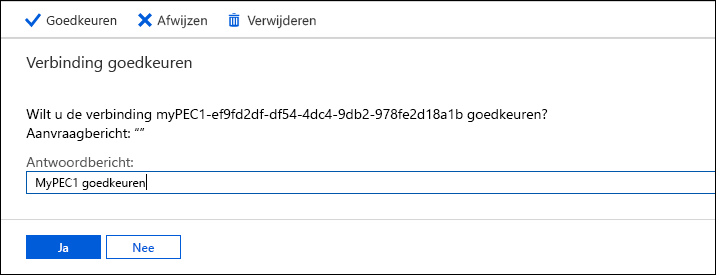 Goedkeuren Afwijzen Verwijderen
Verbinding goedkeuren
Wilt u de verbinding myPEC1-ef9fd2df-df54-4dc4-9db2-978fe2d18a1b goedkeuren?
Aanvraagbericht: “”
Antwoordbericht:
MyPEC1 goedkeuren
Ja Nee